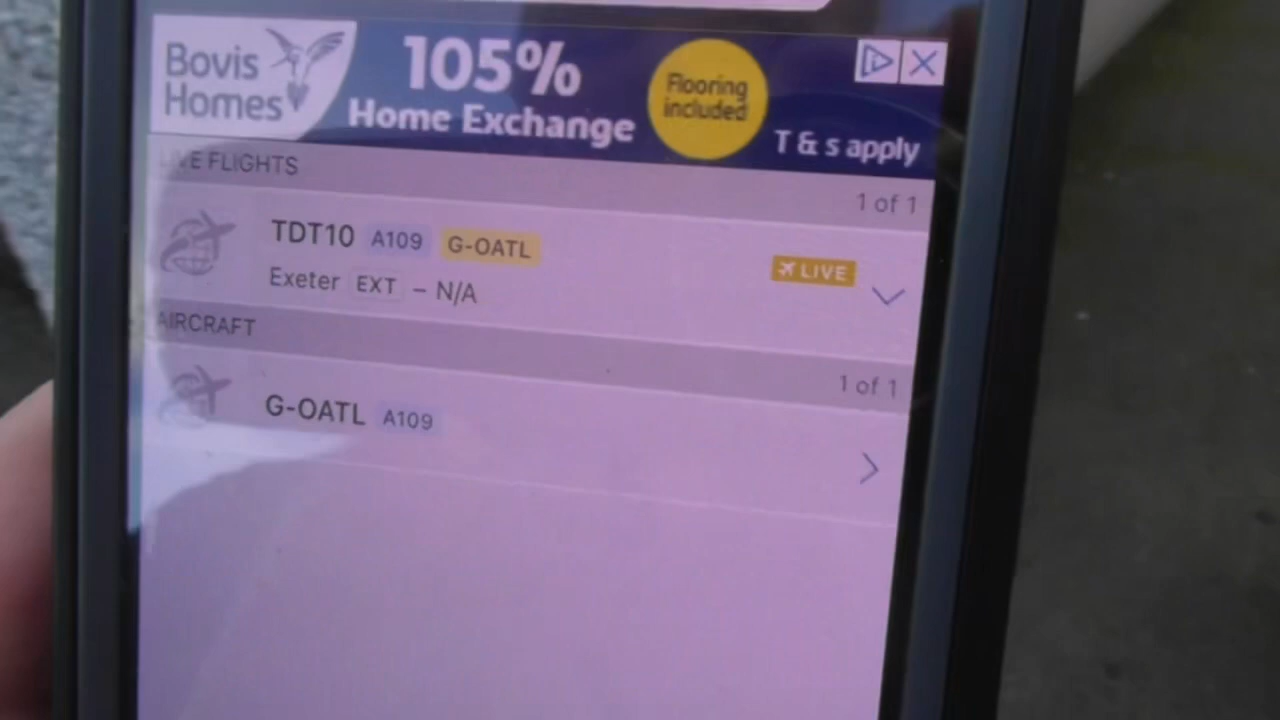 Bovis
Homes
105%
Home Exchange
Flooring
included
T & s apply
LIVE FLIGHTS
1 of 1
TDT10 A109 G-OATL
LIVE
Exeter EXT – N/A
AIRCRAFT
1 of 1
G-OATL A109